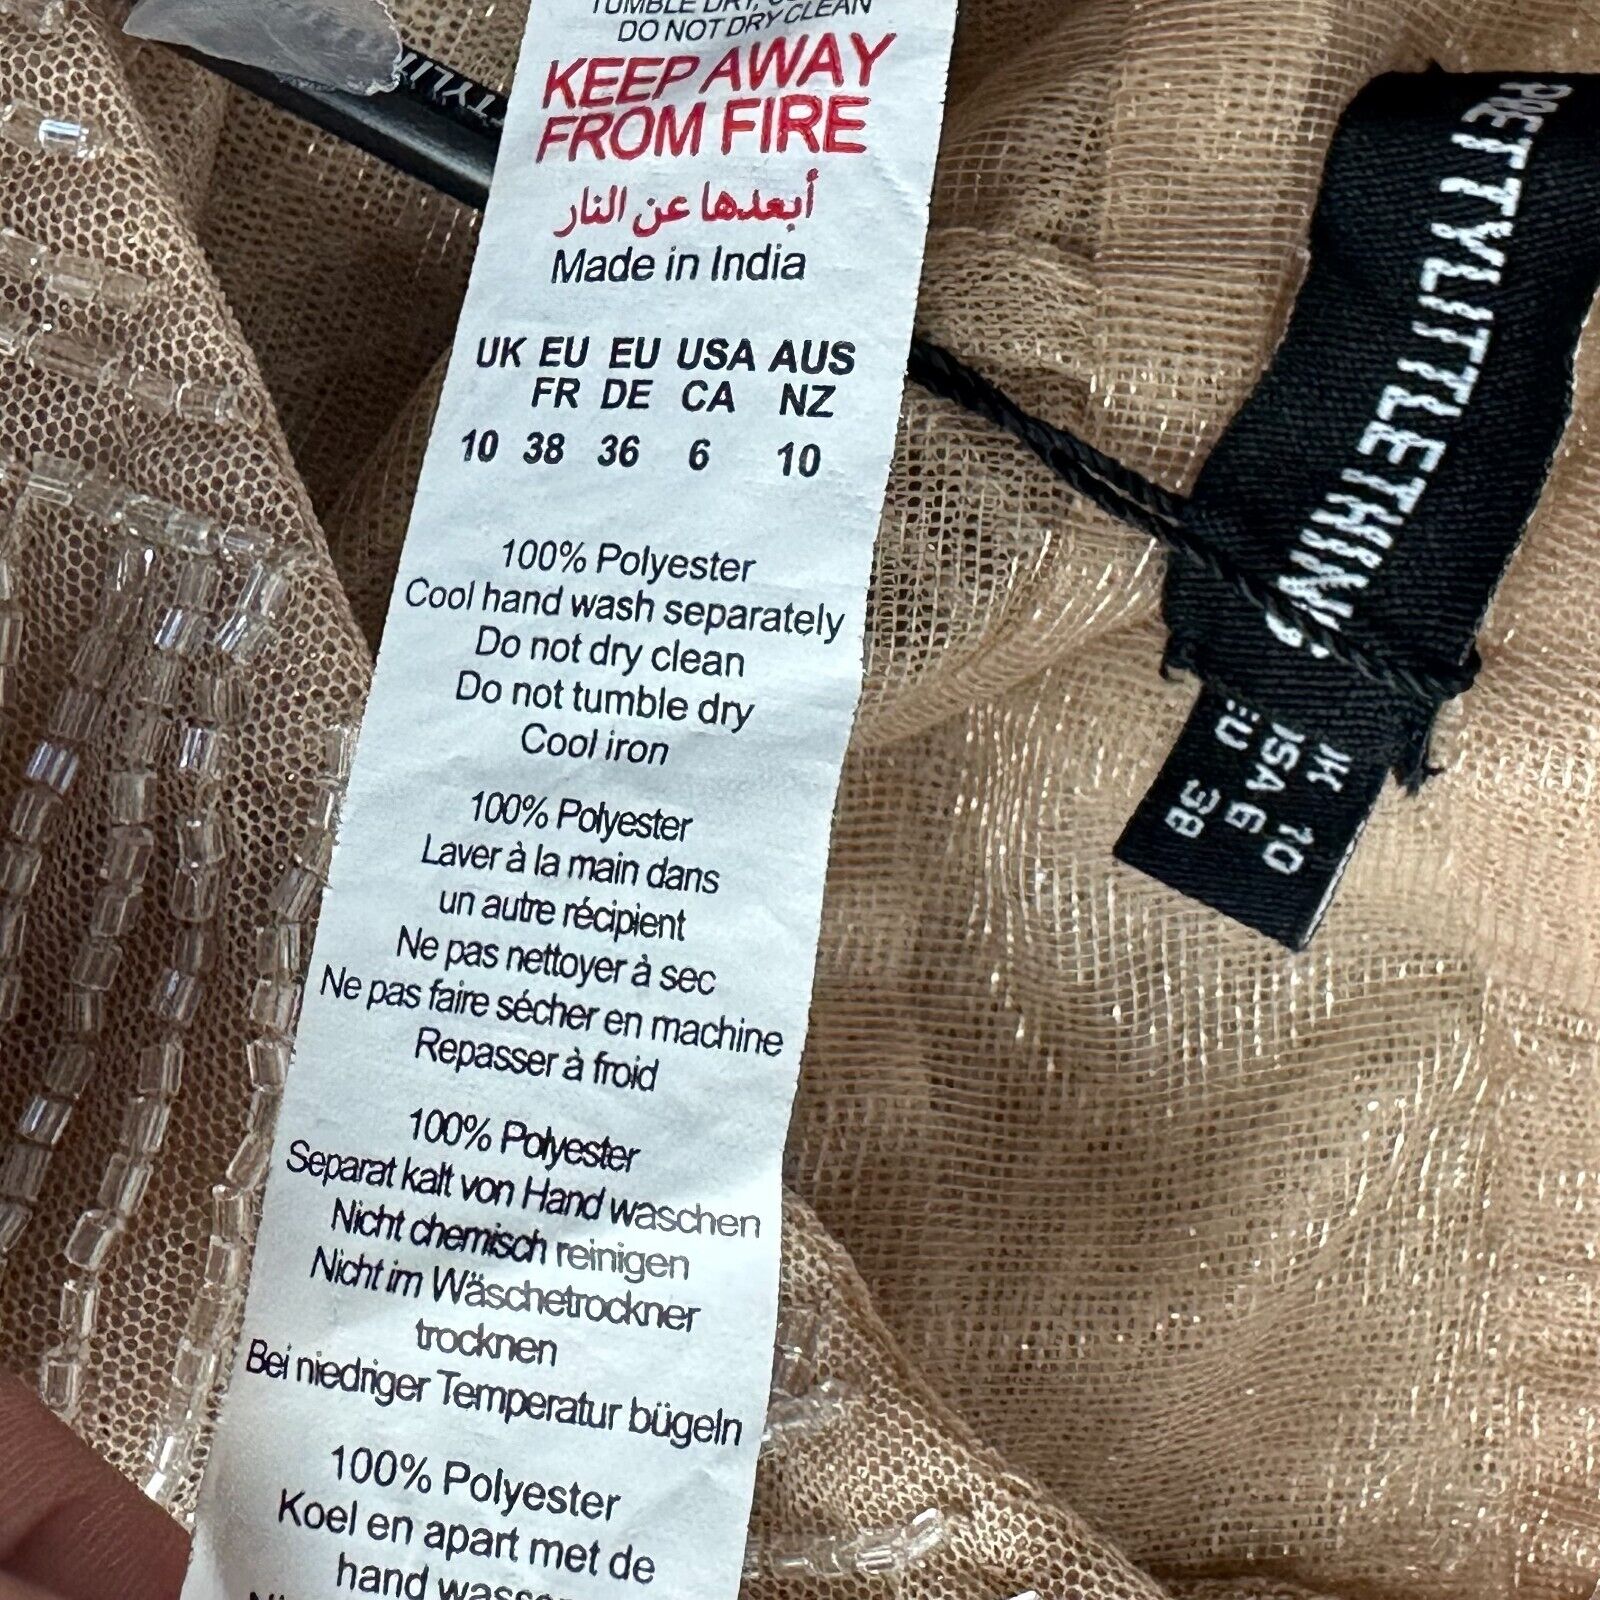 DO NOT DRY CLEAN
KEEP AWAY
FROM FIRE
أبعدها عن النار
Made in India
UK EU EU USA AUS
FR DE CA NZ
10 38 36 6 10
100% Polyester
Cool hand wash separately
Do not dry clean
Do not tumble dry
Cool iron
100% Polyester
Laver à la main dans
un autre récipient
Ne pas nettoyer à sec
Ne pas faire sécher en machine
Repasser à froid
100% Polyester
Separat kalt von Hand waschen
Nicht chemisch reinigen
Nicht im Wäschetrockner
trocknen
Bei niedriger Temperatur bügeln
100% Polyester
Koel en apart met de
hand
PRETTYLITTLETHING
10
USA 6
EU 38